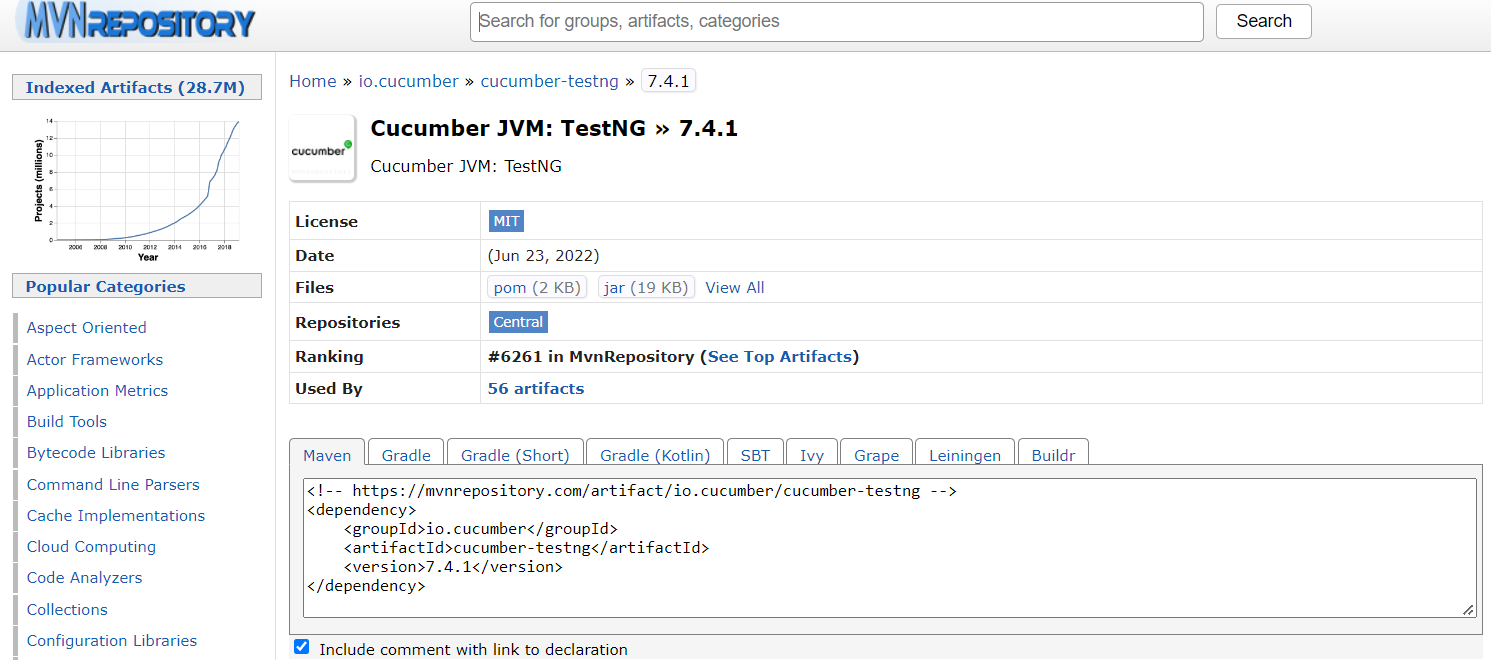 MVNREPOSITORY
Search for groups, artifacts, categories
Search
Indexed Artifacts (28.7M)
Projects (millions)
14
12
10
8
6
4
2
0
2006 2008 2010 2012 2014 2016 2018
Year
Popular Categories
Aspect Oriented
Actor Frameworks
Application Metrics
Build Tools
Bytecode Libraries
Command Line Parsers
Cache Implementations
Cloud Computing
Code Analyzers
Collections
Configuration Libraries
Home » io.cucumber » cucumber-testng » 7.4.1
cucumber
Cucumber JVM: TestNG » 7.4.1
Cucumber JVM: TestNG
License MIT
Date (Jun 23, 2022)
Files pom (2 KB) jar (19 KB) View All
Repositories Central
Ranking #6261 in MvnRepository (See Top Artifacts)
Used By 56 artifacts
Maven Gradle Gradle (Short) Gradle (Kotlin) SBT Ivy Grape Leiningen Buildr
<!-- https://mvnrepository.com/artifact/io.cucumber/cucumber-testng -->
<dependency>
    <groupId>io.cucumber</groupId>
    <artifactId>cucumber-testng</artifactId>
    <version>7.4.1</version>
</dependency>
Include comment with link to declaration